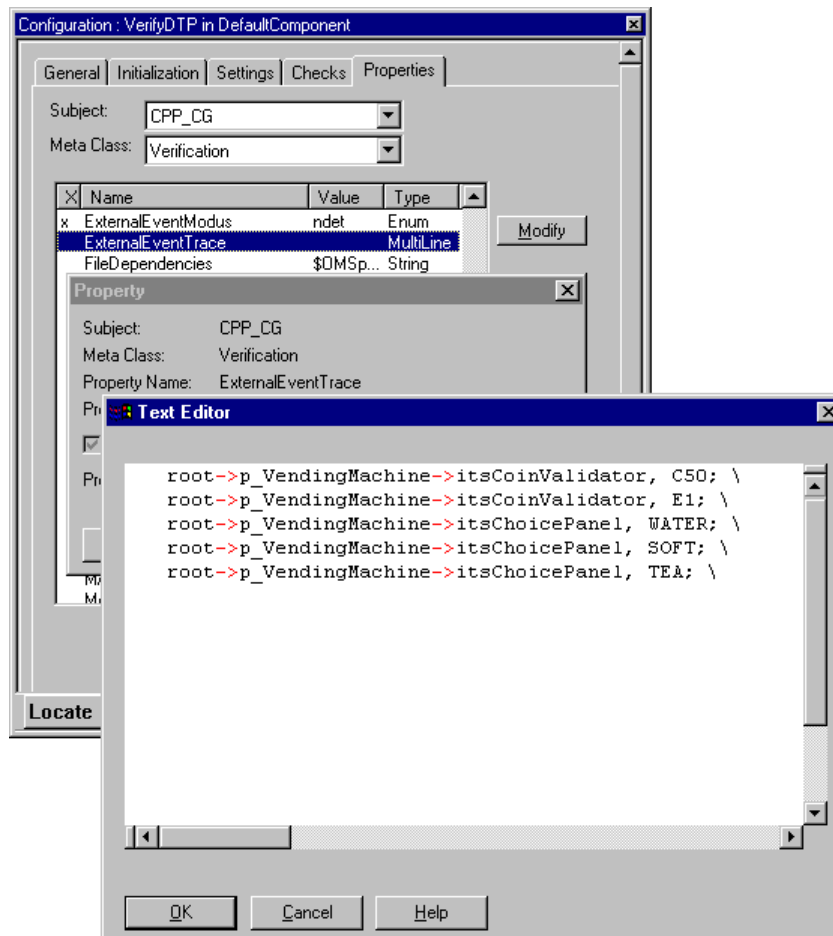 Configuration : VerifyDTP in DefaultComponent
General Initialization Settings Checks Properties
Subject: CPP_CG
Meta Class: Verification
X Name Value Type
x ExternalEventModus ndet Enum
Modify
ExternalEventTrace MultiLine
FileDependencies $OMSp... String
Property
Subject: CPP_CG
Meta Class: Verification
Property Name: ExternalEventTrace
Text Editor
root->p_VendingMachine->itsCoinValidator, C50; \
root->p_VendingMachine->itsCoinValidator, E1; \
root->p_VendingMachine->itsChoicePanel, WATER; \
root->p_VendingMachine->itsChoicePanel, SOFT; \
root->p_VendingMachine->itsChoicePanel, TEA; \
Locate
OK Cancel Help